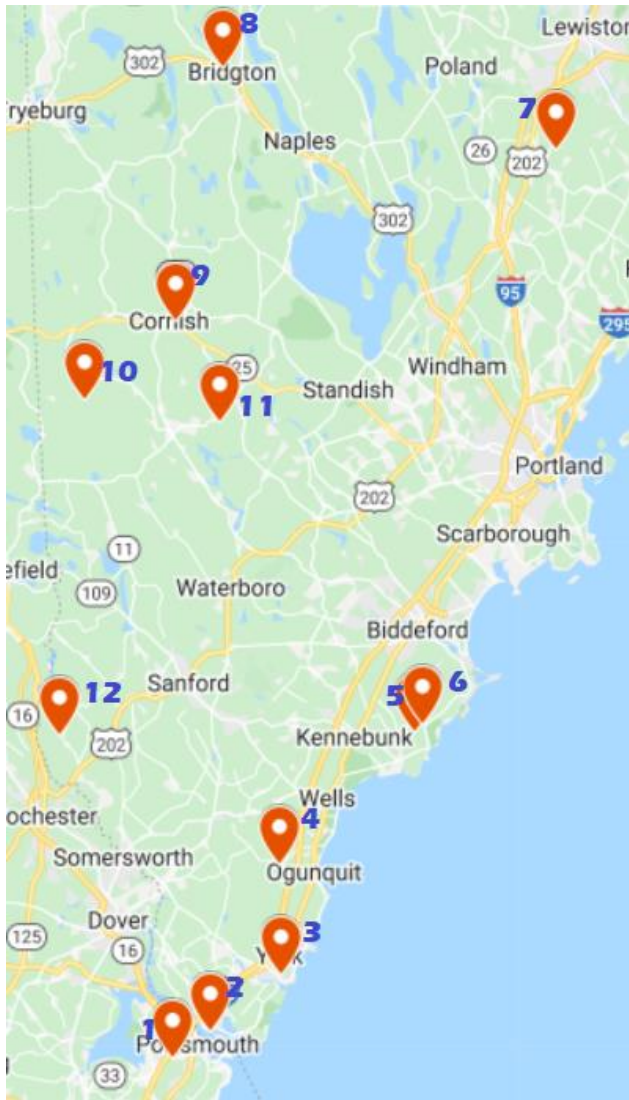 8
Lewiston
302
Bridgton
Poland
ryeburg
7
Naples
26
202
302
95
9
Cornish
295
10
25
Windham
11
Standish
Portland
202
Scarborough
11
efield
109
Waterboro
Biddeford
12
Sanford
5
6
16
202
Kennebunk
Wells
ochester
4
Somersworth
Ogunquit
Dover
125
16
3
York
2
1
Portsmouth
33